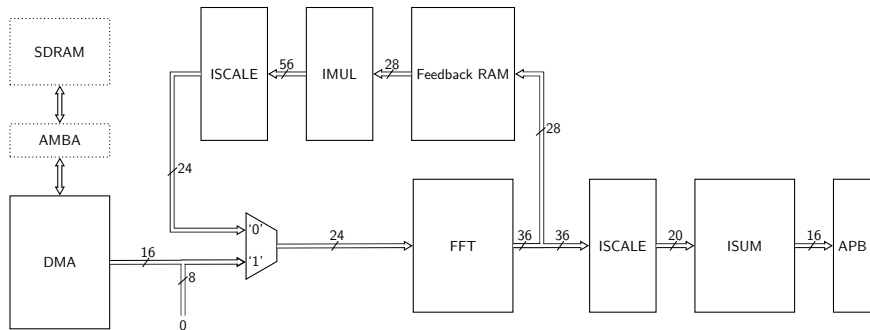 SDRAM
AMBA
DMA
ISCALE
56
IMUL
28
Feedback RAM
28
24
16
8
0
'0'
'1'
24
FFT
36
36
ISCALE
20
ISUM
16
APB